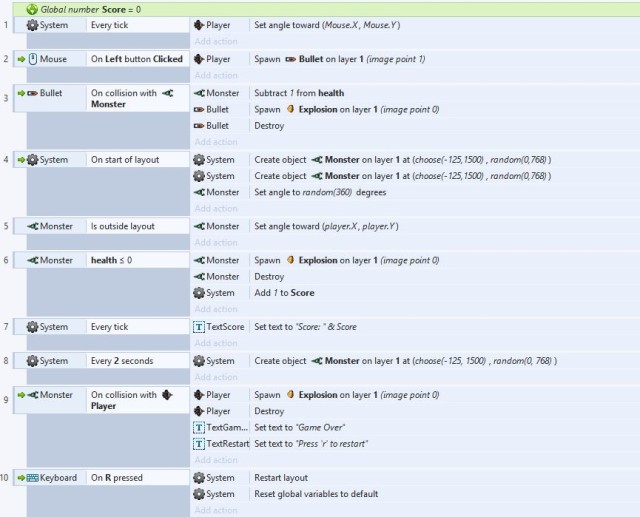 Global number Score = 0
1 System Every tick Player Set angle toward (Mouse.X, Mouse.Y)
Add action
2 Mouse On Left button Clicked Player Spawn Bullet on layer 1 (image point 1)
Add action
3 Bullet On collision with Monster Monster Subtract 1 from health
Bullet Spawn Explosion on layer 1 (image point 0)
Bullet Destroy
Add action
4 System On start of layout System Create object Monster on layer 1 at (choose(-125,1500), random(0,768))
System Create object Monster on layer 1 at (choose(-125,1500), random(0,768))
Monster Set angle to random(360) degrees
Add action
5 Monster Is outside layout Monster Set angle toward (player.X, player.Y)
Add action
6 Monster health ≤ 0 Monster Spawn Explosion on layer 1 (image point 0)
Monster Destroy
System Add 1 to Score
Add action
7 System Every tick T TextScore Set text to "Score: " & Score
Add action
8 System Every 2 seconds System Create object Monster on layer 1 at (choose(-125, 1500), random(0, 768))
Add action
9 Monster On collision with Player Player Spawn Explosion on layer 1 (image point 0)
Player Destroy
T TextGam... Set text to "Game Over"
T TextRestart Set text to "Press 'r' to restart"
Add action
10 Keyboard On R pressed System Restart layout
System Reset global variables to default
Add action